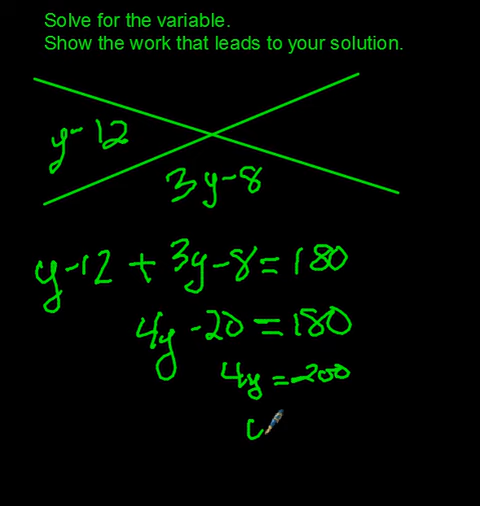 Solve for the variable.
Show the work that leads to your solution.
y-12
3y-8
y-12 + 3y-8=180
4y-20=180
4y=200